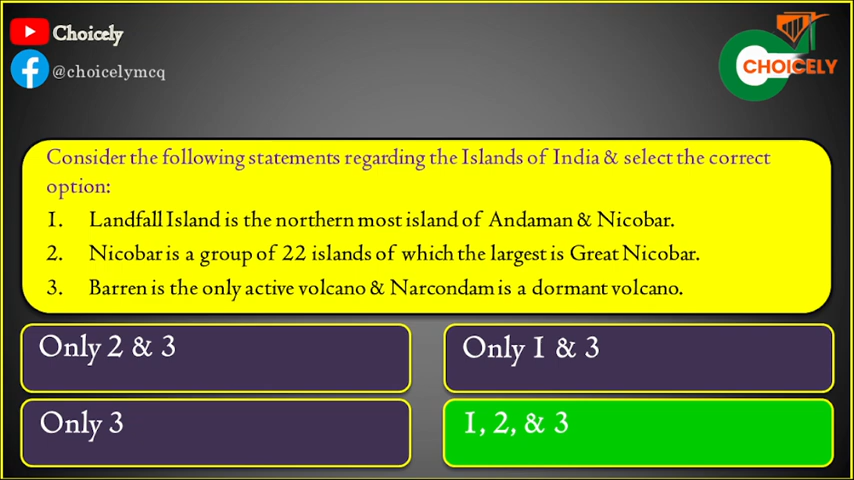 Choicely
@choicelymcq
CHOICELY
Consider the following statements regarding the Islands of India & select the correct
option:
1. Landfall Island is the northern most island of Andaman & Nicobar.
2. Nicobar is a group of 22 islands of which the largest is Great Nicobar.
3. Barren is the only active volcano & Narcondam is a dormant volcano.
Only 2 & 3
Only 1 & 3
Only 3
1, 2, & 3